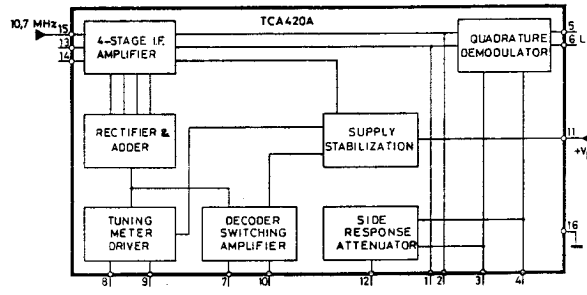 TCA420A
10,7 MHz
15
13
14
4-STAGE I.F.
AMPLIFIER
QUADRATURE
DEMODULATOR
5
6 L
RECTIFIER &
ADDER
SUPPLY
STABILIZATION
11
TUNING
METER
DRIVER
DECODER
SWITCHING
AMPLIFIER
SIDE
RESPONSE
ATTENUATOR
16
8
9
7
10
12
1
2
3
4